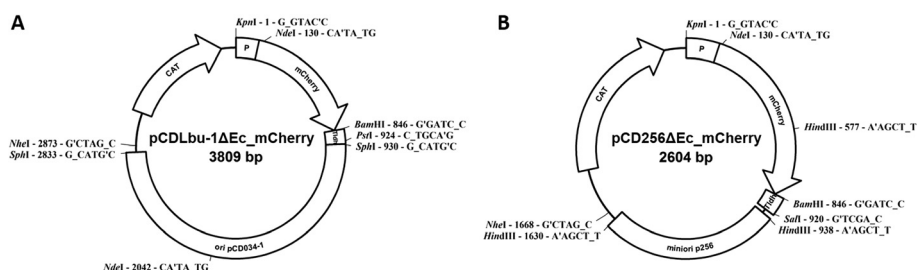 A
KpnI - 1 - G_GTAC'C
NdeI - 130 - CA'TA_TG
P
CAT
mCherry
BamHI - 846 - G'GATC_C
PstI - 924 - C_TGCA'G
SphI - 930 - G_CATG'C
NheI - 2873 - G'CTAG_C
SphI - 2833 - G_CATG'C
pCDLbu-1ΔEc_mCherry
3809 bp
ori pCD034-1
NdeI - 2042 - CA'TA_TG
B
KpnI - 1 - G_GTAC'C
NdeI - 130 - CA'TA_TG
P
CAT
mCherry
HindIII - 577 - A'AGCT_T
pCD256ΔEc_mCherry
2604 bp
Tldh
BamHI - 846 - G'GATC_C
SalI - 920 - G'TCGA_C
HindIII - 938 - A'AGCT_T
NheI - 1668 - G'CTAG_C
HindIII - 1630 - A'AGCT_T
miniori p256